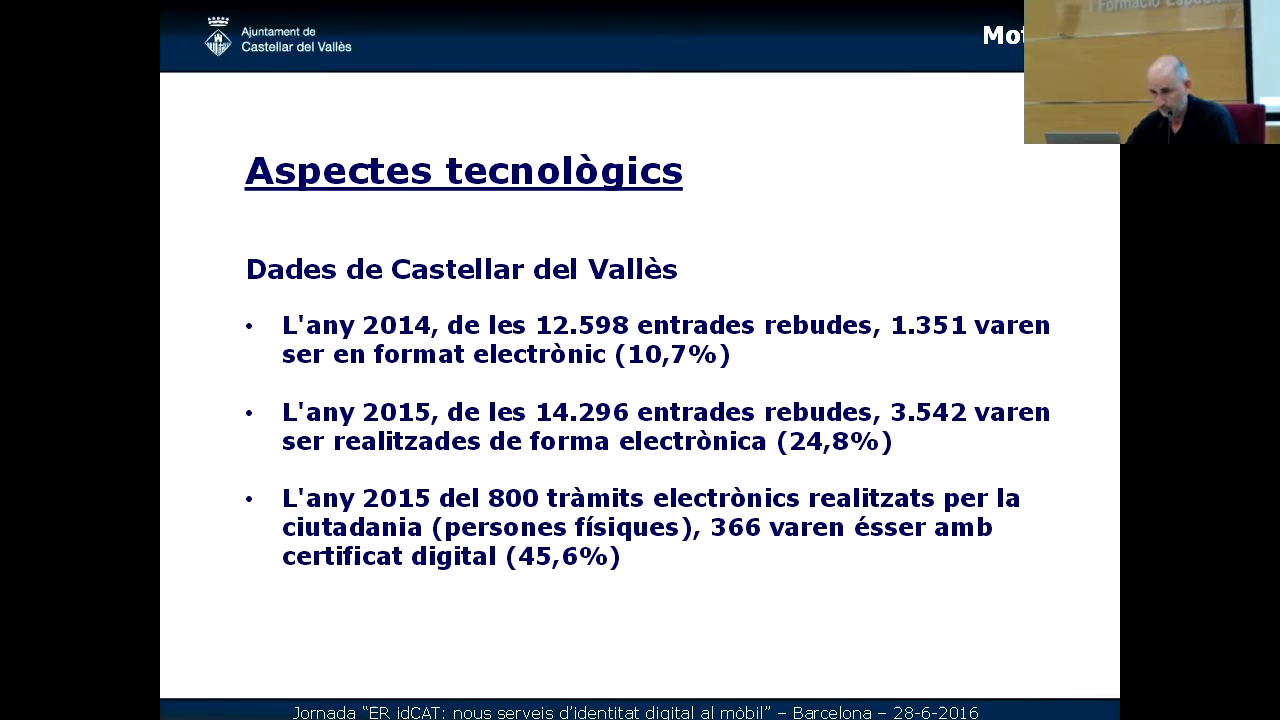 Ajuntament de
Castellar del Vallès
Formació
Aspectes tecnològics
Dades de Castellar del Vallès
• L'any 2014, de les 12.598 entrades rebudes, 1.351 varen
ser en format electrònic (10,7%)
• L'any 2015, de les 14.296 entrades rebudes, 3.542 varen
ser realitzades de forma electrònica (24,8%)
• L'any 2015 del 800 tràmits electrònics realitzats per la
ciutadania (persones físiques), 366 varen ésser amb
certificat digital (45,6%)
Jornada “ER idCAT: nous serveis d’identitat digital al mòbil” – Barcelona – 28-6-2016